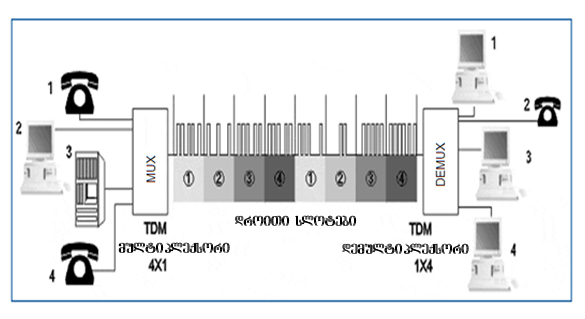 1
2
3
4
MUX
TDM
მულტიპლექსორი
4X1
① ② ③ ④ ① ② ③ ④
დროითი სლოტები
DEMUX
TDM
დემულტიპლექსორი
1X4
1
2
3
4